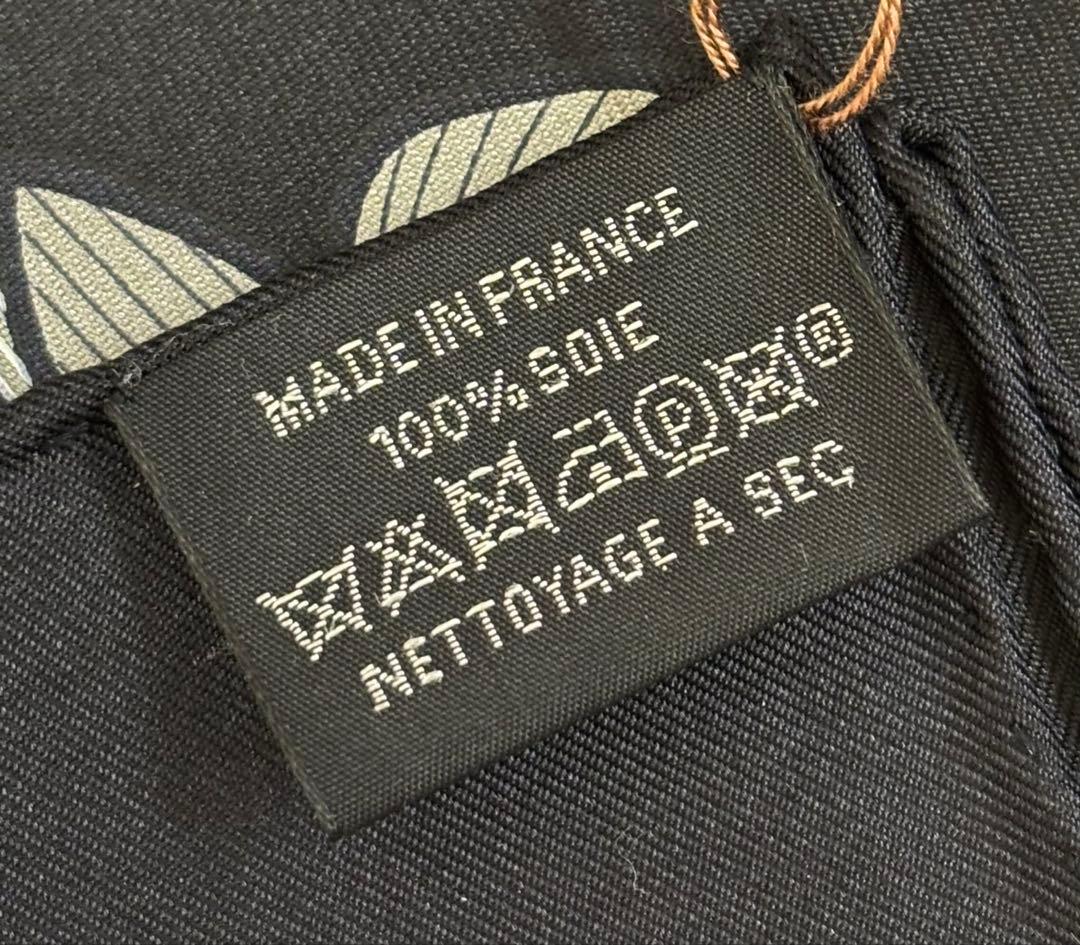 MADE IN FRANCE
100% SOIE
P ®
NETTOYAGE A SEC